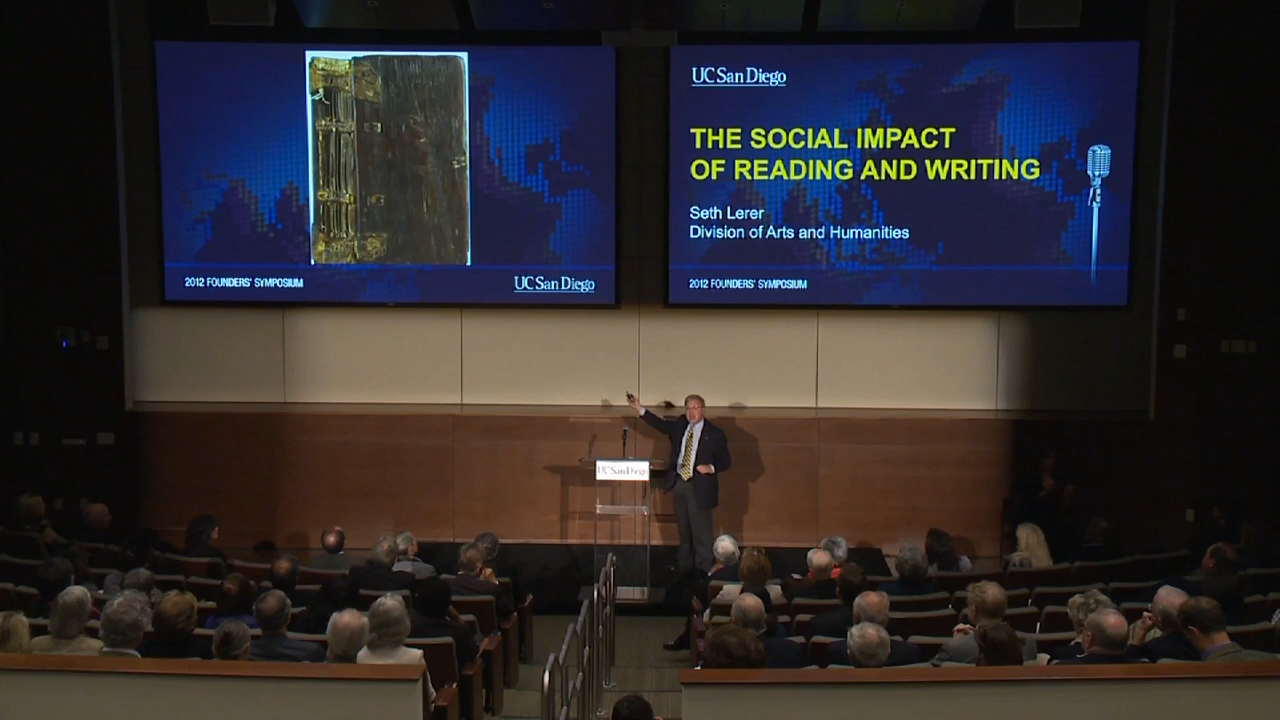 2012 FOUNDERS' SYMPOSIUM
UC San Diego
UC San Diego
THE SOCIAL IMPACT
OF READING AND WRITING
Seth Lerer
Division of Arts and Humanities
2012 FOUNDERS' SYMPOSIUM
UC San Diego